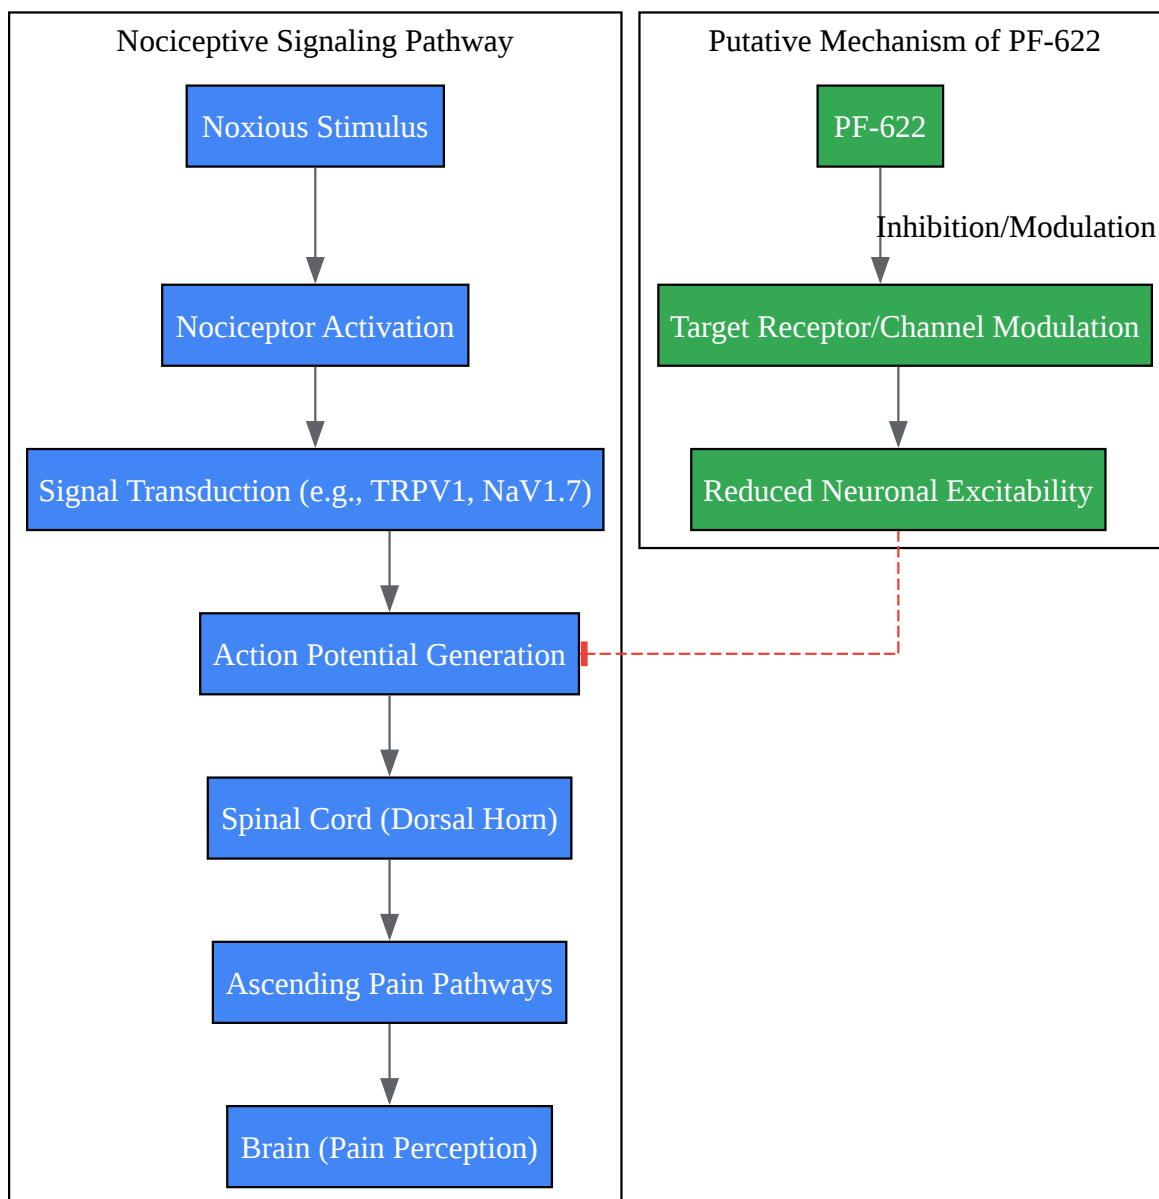 Nociceptive Signaling Pathway
Noxious Stimulus
Nociceptor Activation
Signal Transduction (e.g., TRPV1, NaV1.7)
Action Potential Generation
Spinal Cord (Dorsal Horn)
Ascending Pain Pathways
Brain (Pain Perception)
Putative Mechanism of PF-622
PF-622
Inhibition/Modulation
Target Receptor/Channel Modulation
Reduced Neuronal Excitability